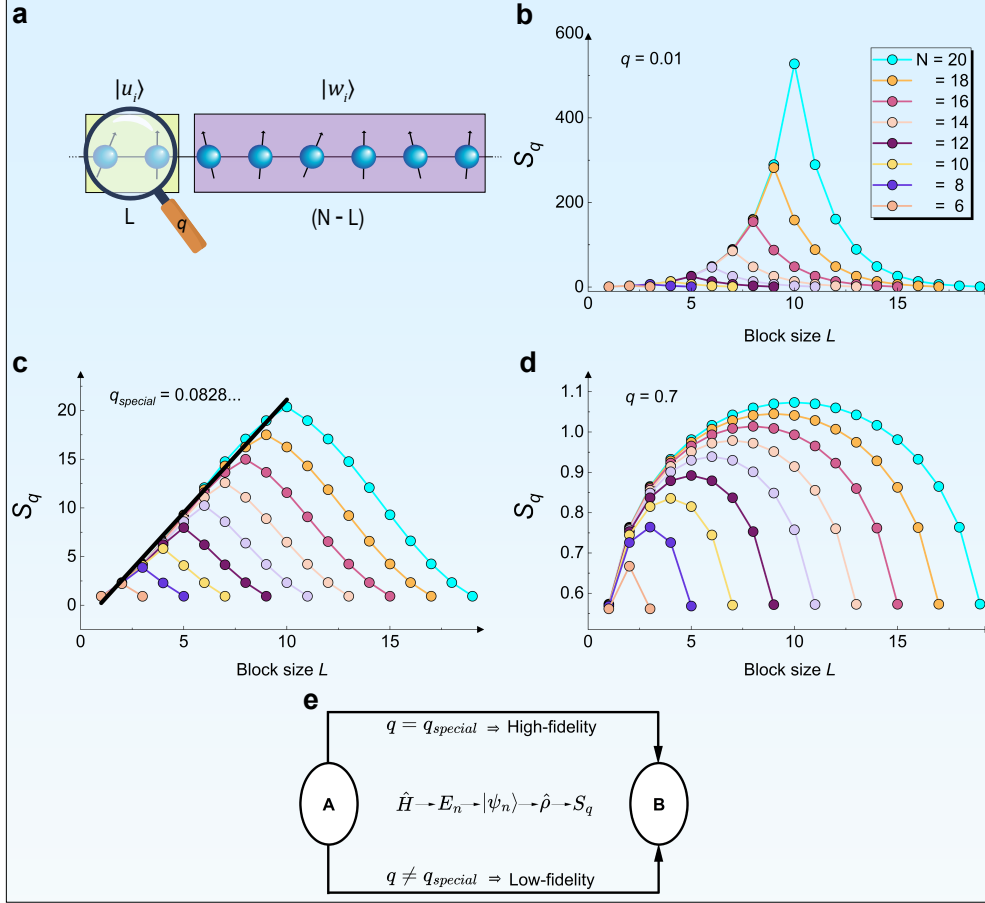 a
|u_i⟩
|w_i⟩
L
q
(N - L)
b
q = 0.01
600
400
200
0
S_q
0
5
10
15
Block size L
N = 20
= 18
= 16
= 14
= 12
= 10
= 8
= 6
c
q_special = 0.0828...
20
15
10
5
0
S_q
0
5
10
15
Block size L
d
q = 0.7
1.1
1.0
0.9
0.8
0.7
0.6
S_q
0
5
10
15
Block size L
e
q = q_special ⇒ High-fidelity
A
Ĥ→E_n→|ψ_n⟩→ρ̂→S_q
B
q ≠ q_special ⇒ Low-fidelity